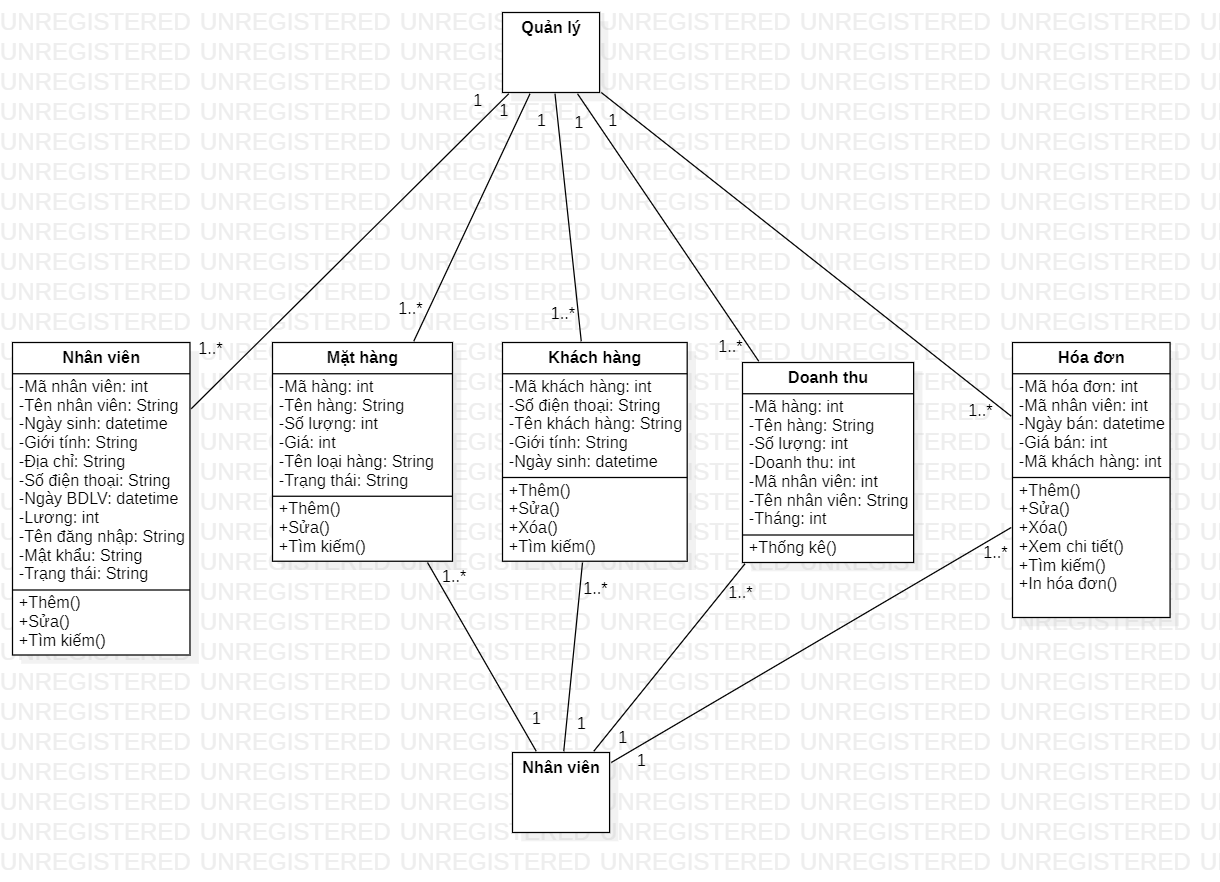 Quản lý
1
1
1
1
1
1..*
1..*
1..*
1..*
1..*
Nhân viên
-Mã nhân viên: int
-Tên nhân viên: String
-Ngày sinh: datetime
-Giới tính: String
-Địa chỉ: String
-Số điện thoại: String
-Ngày BDLV: datetime
-Lương: int
-Tên đăng nhập: String
-Mật khẩu: String
-Trạng thái: String
+Thêm()
+Sửa()
+Tìm kiếm()
Mặt hàng
-Mã hàng: int
-Tên hàng: String
-Số lượng: int
-Giá: int
-Tên loại hàng: String
-Trạng thái: String
+Thêm()
+Sửa()
+Tìm kiếm()
Khách hàng
-Mã khách hàng: int
-Số điện thoại: String
-Tên khách hàng: String
-Giới tính: String
-Ngày sinh: datetime
+Thêm()
+Sửa()
+Xóa()
+Tìm kiếm()
Doanh thu
-Mã hàng: int
-Tên hàng: String
-Số lượng: int
-Doanh thu: int
-Mã nhân viên: int
-Tên nhân viên: String
-Tháng: int
+Thống kê()
Hóa đơn
-Mã hóa đơn: int
-Mã nhân viên: int
-Ngày bán: datetime
-Giá bán: int
-Mã khách hàng: int
+Thêm()
+Sửa()
+Xóa()
+Xem chi tiết()
+Tìm kiếm()
+In hóa đơn()
1..*
1..*
1..*
1..*
1
1
1
1
Nhân viên
UNREGISTERED